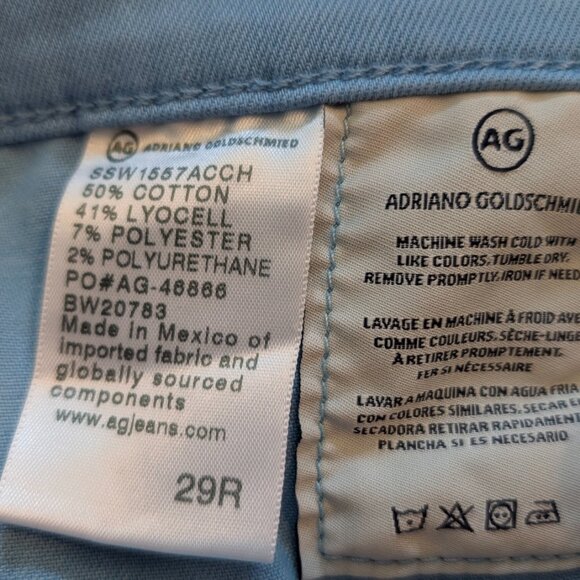 AG ADRIANO GOLDSCHMIED
SSW1557ACCH
50% COTTON
41% LYOCELL
7% POLYESTER
2% POLYURETHANE
PO#AG-46866
BW20783
Made in Mexico of
imported fabric and
globally sourced
components
www.agjeans.com
29R
AG
ADRIANO GOLDSCHMIE
MACHINE WASH COLD WITH
LIKE COLORS, TUMBLE DRY.
REMOVE PROMPTLY. IRON IF NEED
LAVAGE EN MACHINE À FROID AVE
COMME COULEURS, SÈCHE-LINGE
À RETIRER PROMPTEMENT.
FER SI NÉCESSAIRE
LAVAR A MAQUINA CON AGUA FRIA
CON COLORES SIMILARES. SECAR E
SECADORA RETIRAR RAPIDAMENT
PLANCHA SI ES NECESARIO